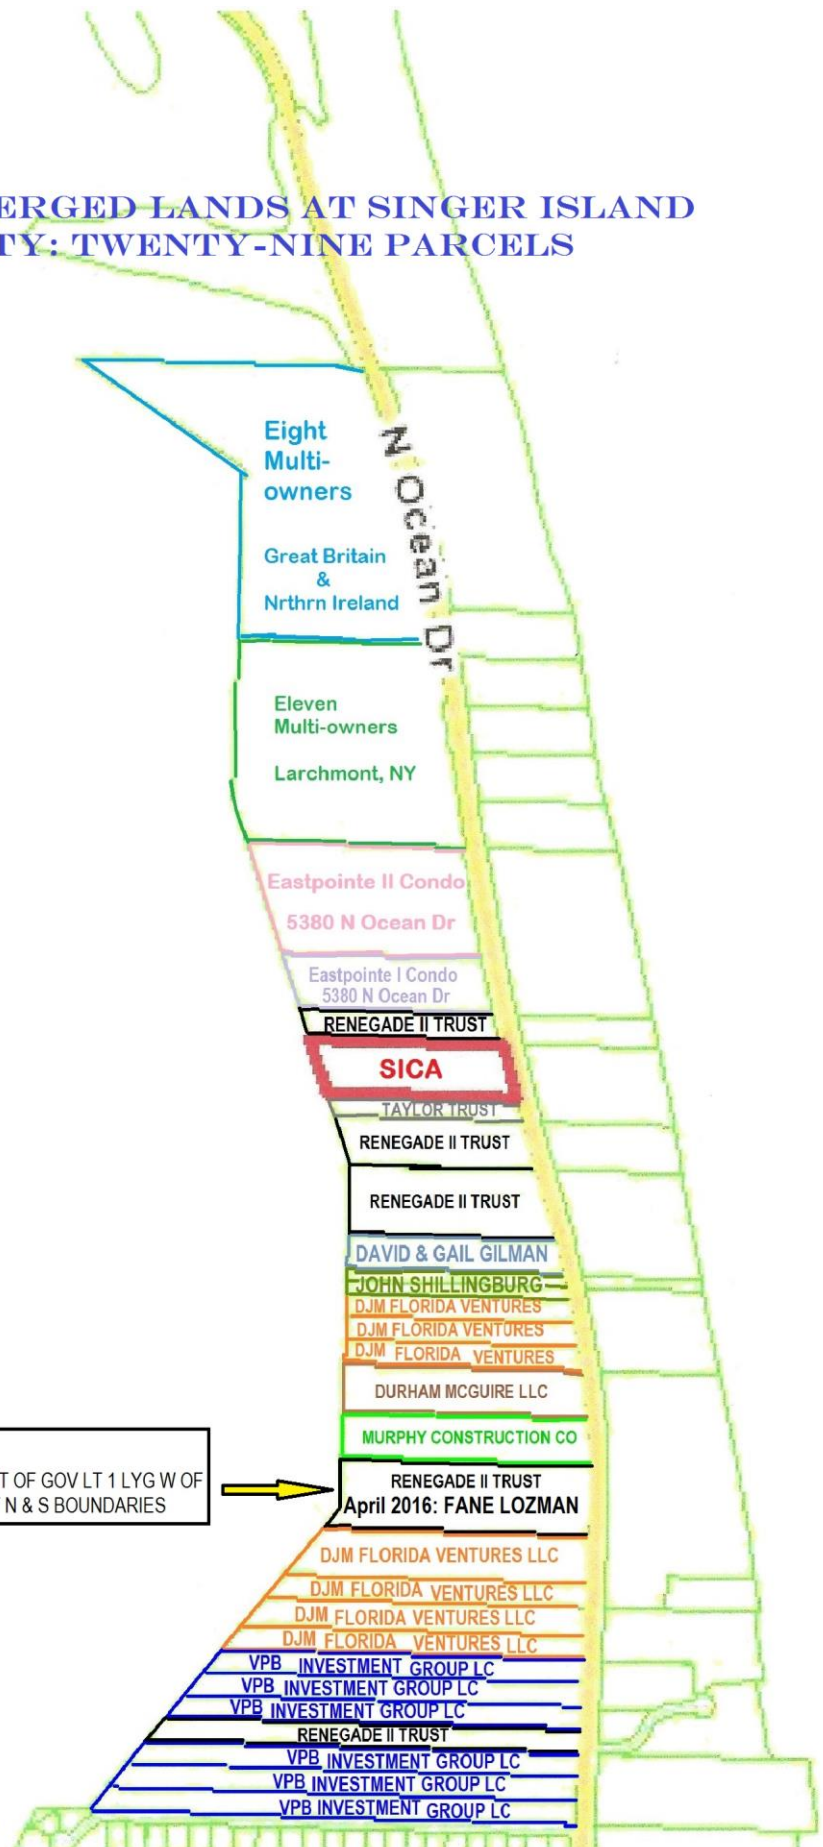 ERGED LANDS AT SINGER ISLAND
TY: TWENTY-NINE PARCELS
Eight
Multi-
owners
Great Britain
&
Nrthrn Ireland
N Ocean Dr
Eleven
Multi-owners
Larchmont, NY
Eastpointe II Condo
5380 N Ocean Dr
Eastpointe I Condo
5380 N Ocean Dr
RENEGADE II TRUST
SICA
TAYLOR TRUST
RENEGADE II TRUST
RENEGADE II TRUST
DAVID & GAIL GILMAN
JOHN SHILLINGBURG
DJM FLORIDA VENTURES
DJM FLORIDA VENTURES
DJM FLORIDA VENTURES
DURHAM MCGUIRE LLC
MURPHY CONSTRUCTION CO
T OF GOV LT 1 LYG W OF
N & S BOUNDARIES
RENEGADE II TRUST
April 2016: FANE LOZMAN
DJM FLORIDA VENTURES LLC
DJM FLORIDA VENTURES LLC
DJM FLORIDA VENTURES LLC
DJM FLORIDA VENTURES LLC
VPB INVESTMENT GROUP LC
VPB INVESTMENT GROUP LC
VPB INVESTMENT GROUP LC
RENEGADE II TRUST
VPB INVESTMENT GROUP LC
VPB INVESTMENT GROUP LC
VPB INVESTMENT GROUP LC